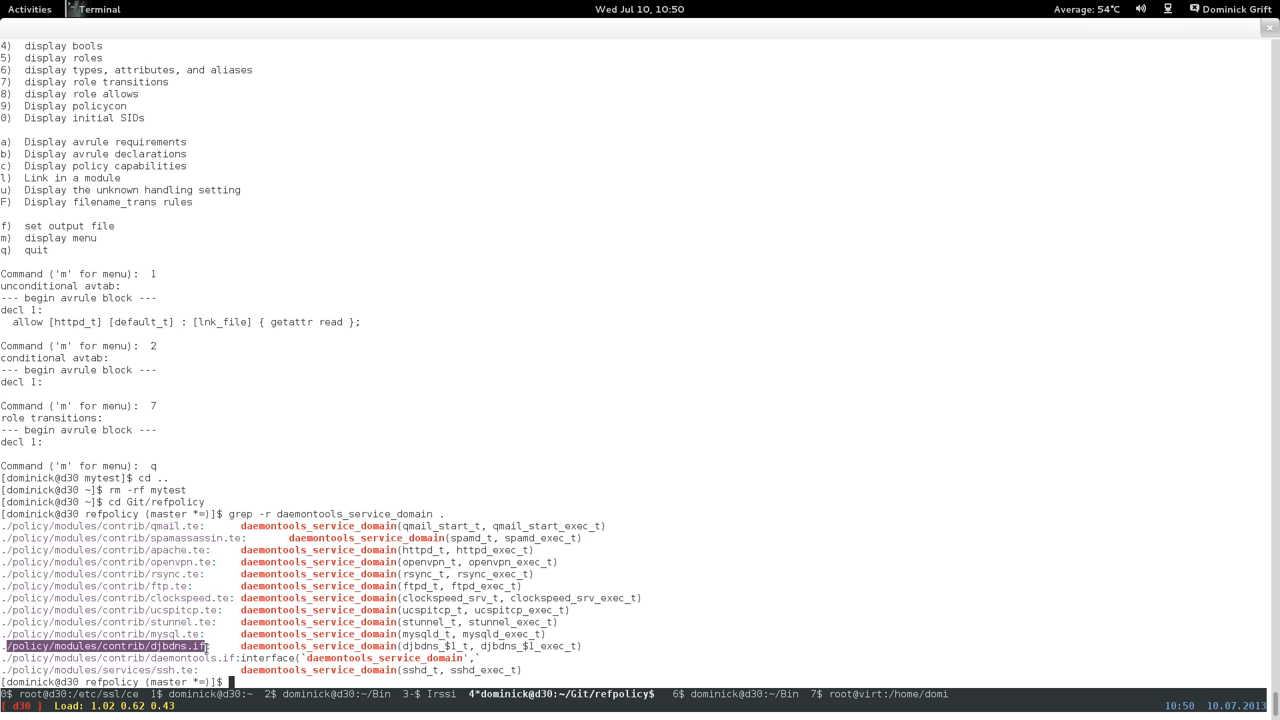 Activities Terminal Wed Jul 10, 10:50 Average: 54°C Dominick Grift
4) display bools
5) display roles
6) display types, attributes, and aliases
7) display role transitions
8) display role allows
9) Display policycon
0) Display initial SIDs
a) Display avrule requirements
b) Display avrule declarations
c) Display policy capabilities
l) Link in a module
u) Display the unknown handling setting
F) Display filename_trans rules
f) set output file
m) display menu
q) quit
Command ('m' for menu): 1
unconditional avtab:
--- begin avrule block ---
decl 1:
allow [httpd_t] [default_t] : [lnk_file] { getattr read };
Command ('m' for menu): 2
conditional avtab:
--- begin avrule block ---
decl 1:
Command ('m' for menu): 7
role transitions:
--- begin avrule block ---
decl 1:
Command ('m' for menu): q
[dominick@d30 mytest]$ cd ..
[dominick@d30 ~]$ rm -rf mytest
[dominick@d30 ~]$ cd Git/refpolicy
[dominick@d30 refpolicy (master *=)]$ grep -r daemontools_service_domain .
./policy/modules/contrib/qmail.te: daemontools_service_domain(qmail_start_t, qmail_start_exec_t)
./policy/modules/contrib/spamassassin.te: daemontools_service_domain(spamd_t, spamd_exec_t)
./policy/modules/contrib/apache.te: daemontools_service_domain(httpd_t, httpd_exec_t)
./policy/modules/contrib/openvpn.te: daemontools_service_domain(openvpn_t, openvpn_exec_t)
./policy/modules/contrib/rsync.te: daemontools_service_domain(rsync_t, rsync_exec_t)
./policy/modules/contrib/ftp.te: daemontools_service_domain(ftpd_t, ftpd_exec_t)
./policy/modules/contrib/clockspeed.te: daemontools_service_domain(clockspeed_srv_t, clockspeed_srv_exec_t)
./policy/modules/contrib/ucspitcp.te: daemontools_service_domain(ucspitcp_t, ucspitcp_exec_t)
./policy/modules/contrib/stunnel.te: daemontools_service_domain(stunnel_t, stunnel_exec_t)
./policy/modules/contrib/mysql.te: daemontools_service_domain(mysqld_t, mysqld_exec_t)
./policy/modules/contrib/djbdns.if: daemontools_service_domain(djbdns_$1_t, djbdns_$1_exec_t)
./policy/modules/contrib/daemontools.if:interface(`daemontools_service_domain',`
./policy/modules/services/ssh.te: daemontools_service_domain(sshd_t, sshd_exec_t)
[dominick@d30 refpolicy (master *=)]$
0$ root@d30:/etc/ssl/ce 1$ dominick@d30:~ 2$ dominick@d30:~/Bin 3-$ Irssi 4*dominick@d30:~/Git/refpolicy$ 6$ dominick@d30:~/Bin 7$ root@virt:/home/domi
[ d30 ] Load: 1.02 0.62 0.43 10:50 10.07.2013